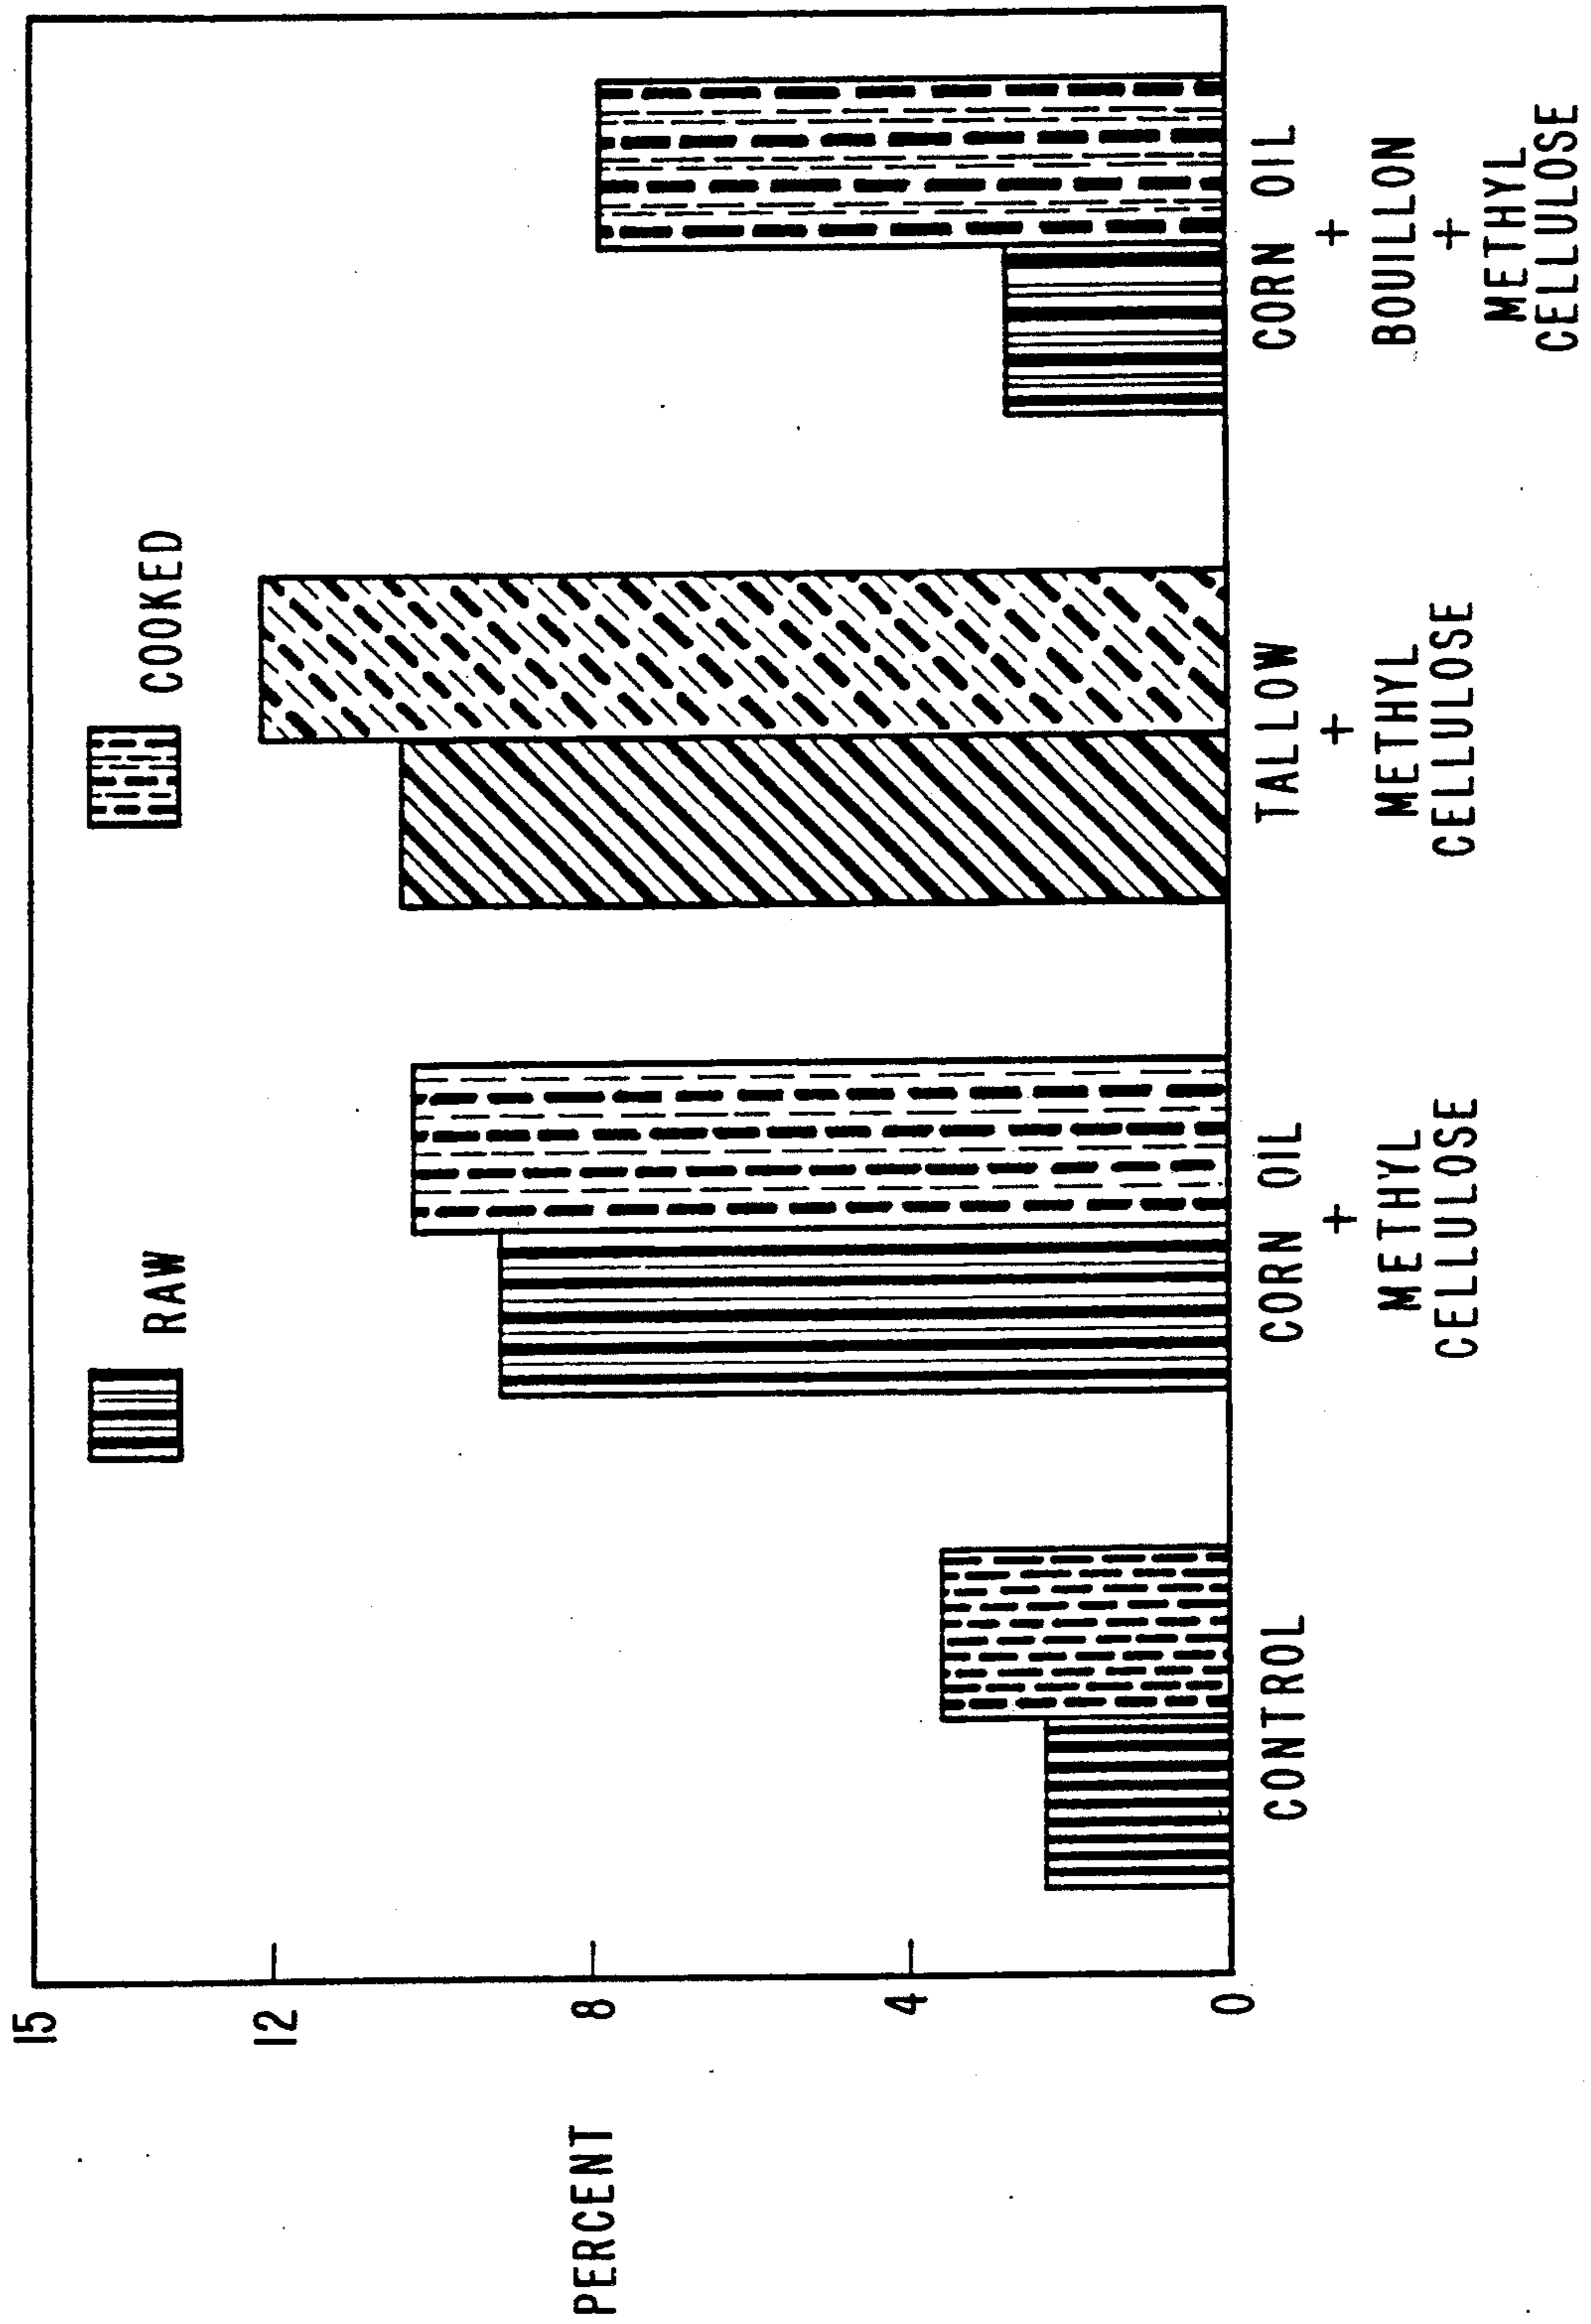 RAW
COOKED
15
12
8
4
0
PERCENT
CONTROL
CORN OIL
+
METHYL
CELLULOSE
TALLOW
+
METHYL
CELLULOSE
CORN OIL
+
BOUILLON
+
METHYL
CELLULOSE